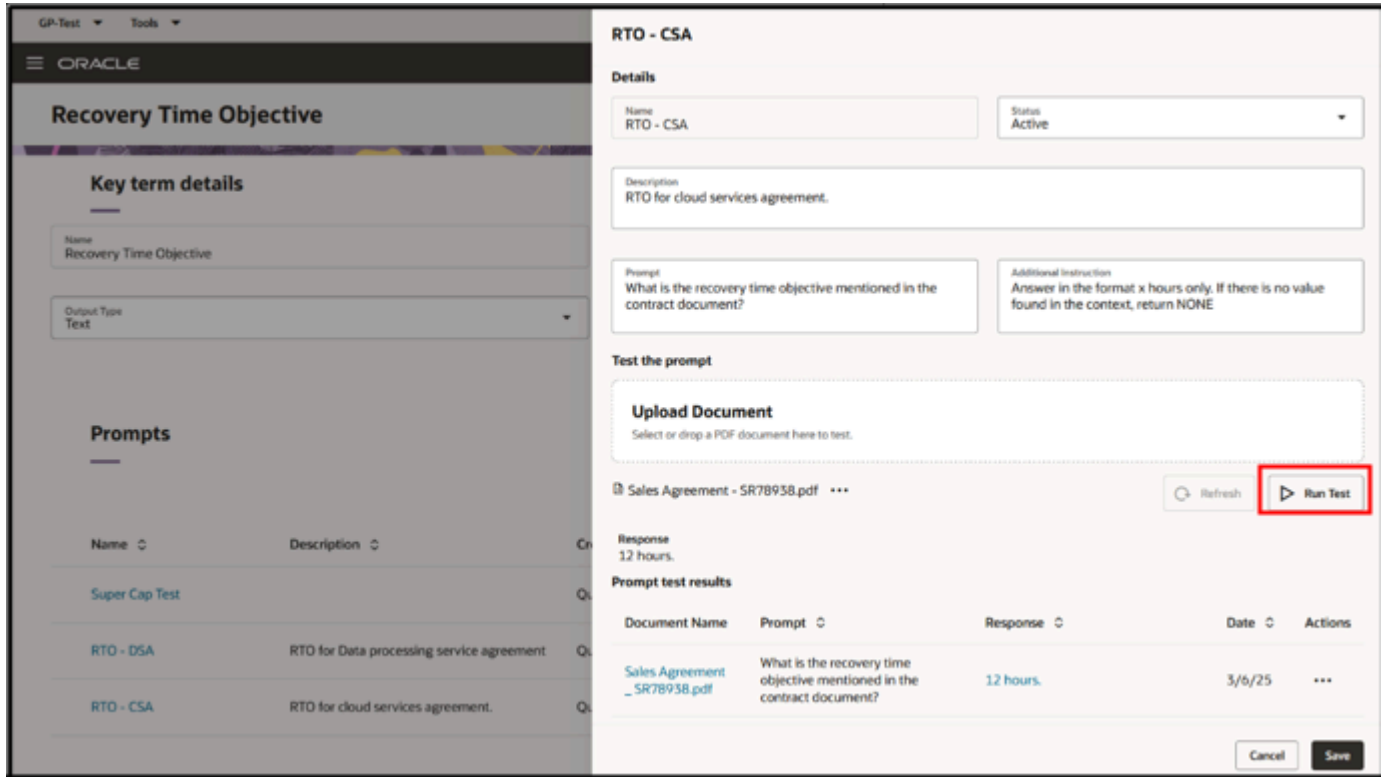 GP-Test Tools
ORACLE
Recovery Time Objective
Key term details
Name
Recovery Time Objective
Output Type
Text
Prompts
Name Description
Super Cap Test
RTO - DSA RTO for Data processing service agreement
RTO - CSA RTO for cloud services agreement.
RTO - CSA
Details
Name
RTO - CSA
Status
Active
Description
RTO for cloud services agreement.
Prompt
What is the recovery time objective mentioned in the
contract document?
Additional Instruction
Answer in the format x hours only. If there is no value
found in the context, return NONE
Test the prompt
Upload Document
Select or drop a PDF document here to test.
Sales Agreement - SR78938.pdf
Refresh
Run Test
Response
12 hours.
Prompt test results
Document Name Prompt Response Date Actions
Sales Agreement
_ SR78938.pdf
What is the recovery time
objective mentioned in the
contract document?
12 hours.
3/6/25
Cancel Save